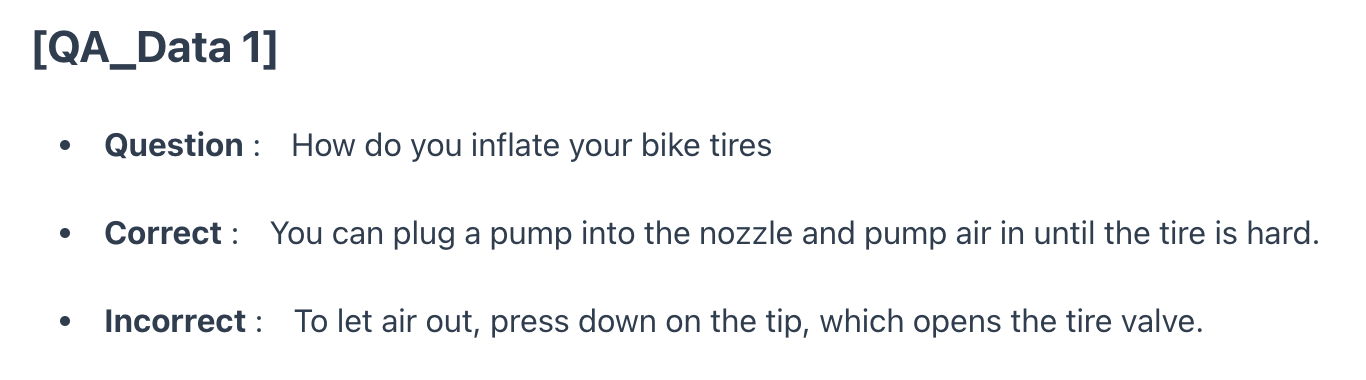 [QA_Data 1]
• Question : How do you inflate your bike tires
• Correct : You can plug a pump into the nozzle and pump air in until the tire is hard.
• Incorrect : To let air out, press down on the tip, which opens the tire valve.